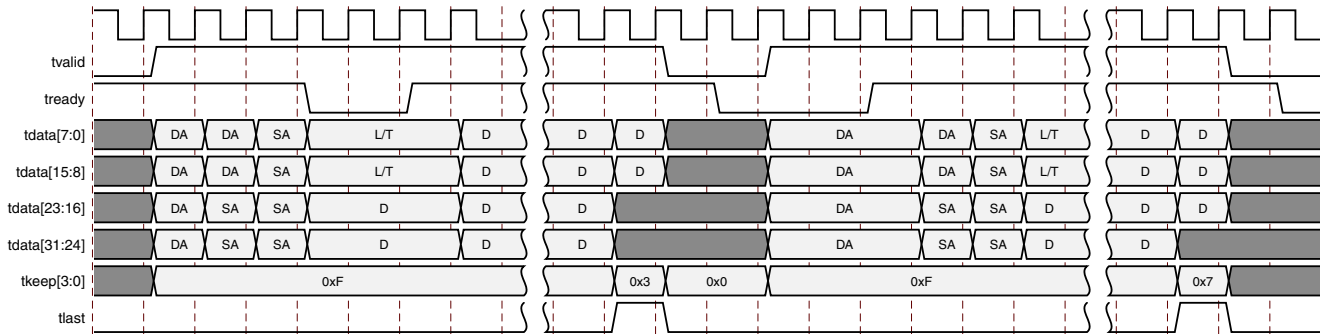 tvalid
tready
tdata[7:0] DA DA SA L/T D D D DA DA SA L/T D D
tdata[15:8] DA DA SA L/T D D D DA DA SA L/T D D
tdata[23:16] DA SA SA D D D DA SA SA D D D
tdata[31:24] DA SA SA D D D DA SA SA D D
tkeep[3:0] 0xF 0x3 0x0 0xF 0x7
tlast